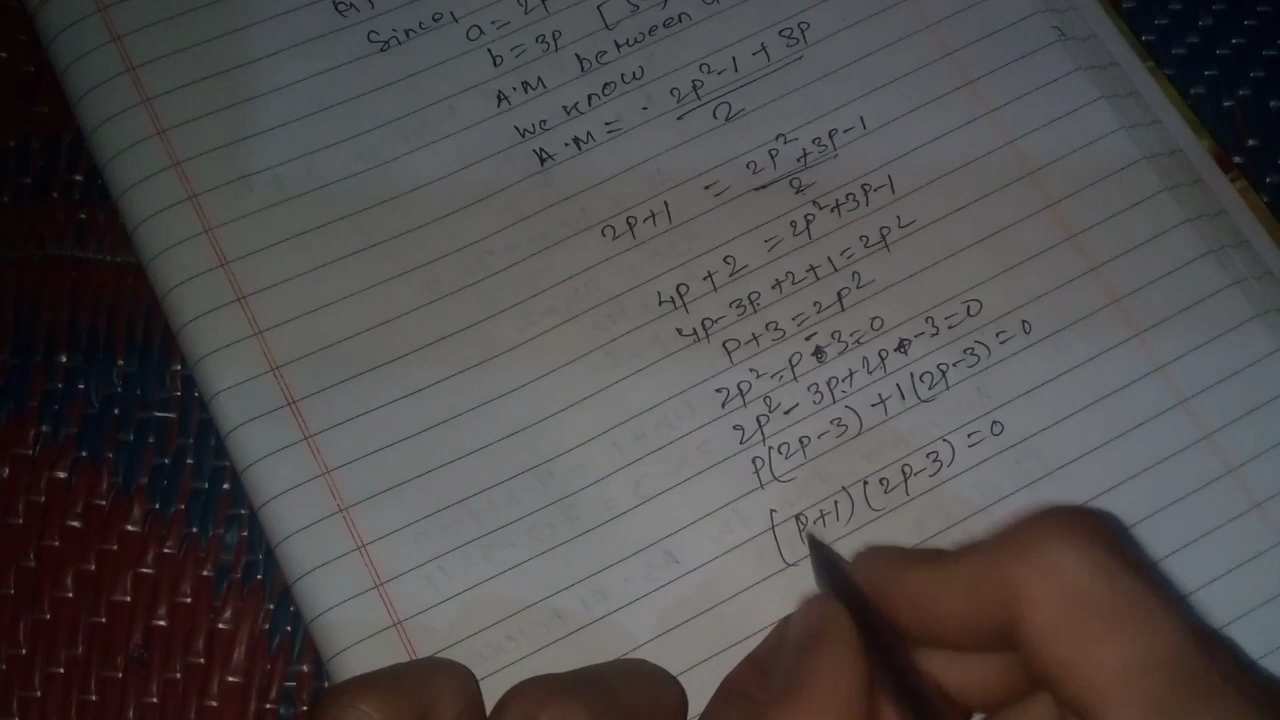 Since,
a = 2p
b = 3p [
A.M between
We know
A.M = 2p²-1 + 3p / 2
2p+1 = 2p²+3p-1 / 2
4p+2 = 2p²+3p-1
4p-3p+2+1 = 2p²
p+3 = 2p²
2p²-p-3=0
2p²-3p+2p-3=0
p(2p-3)+1(2p-3)=0
(p+1)(2p-3)=0